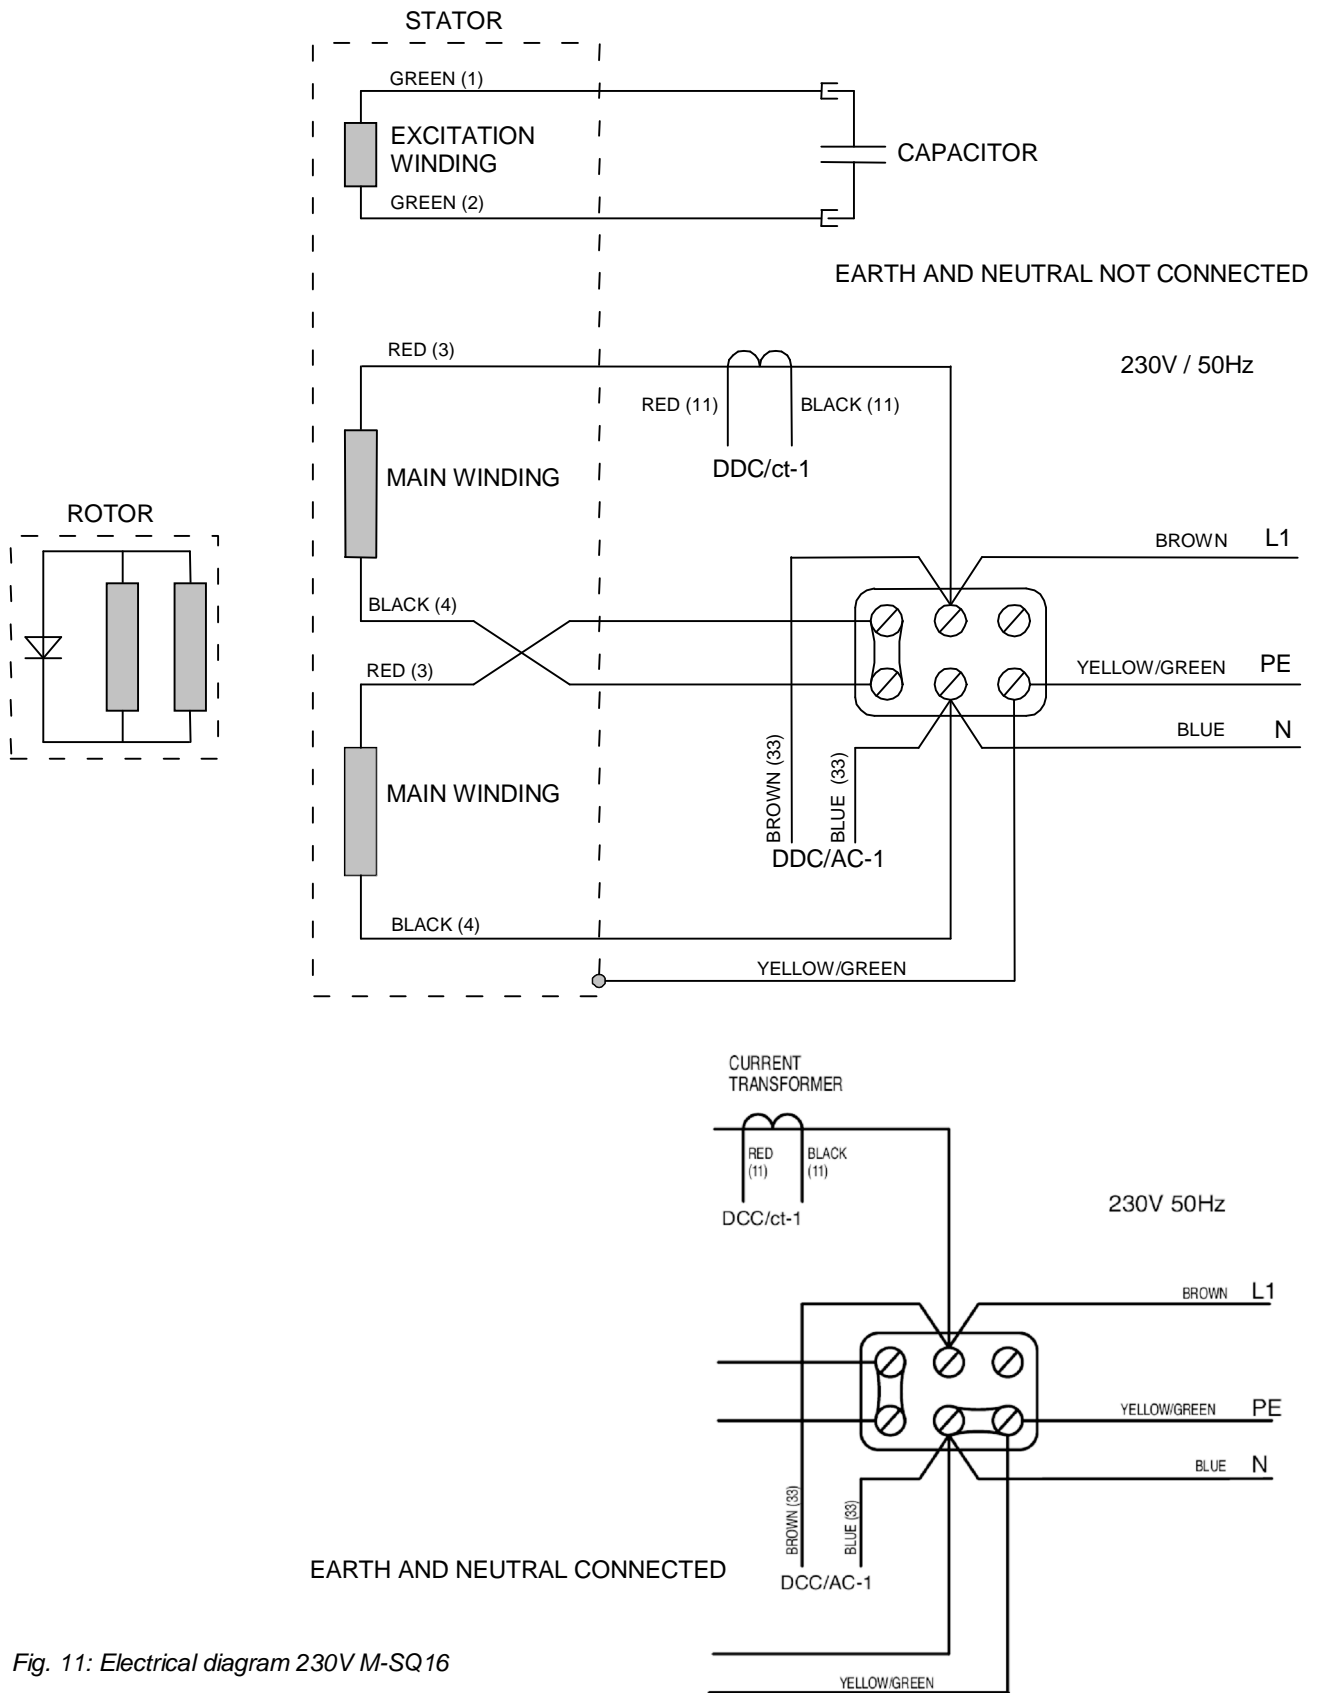 STATOR
GREEN (1)
EXCITATION
WINDING
CAPACITOR
GREEN (2)
EARTH AND NEUTRAL NOT CONNECTED
RED (3)
230V / 50Hz
RED (11)
BLACK (11)
DDC/ct-1
MAIN WINDING
ROTOR
BROWN L1
BLACK (4)
RED (3)
YELLOW/GREEN PE
BLUE N
BROWN (33)
BLUE (33)
MAIN WINDING
DDC/AC-1
BLACK (4)
YELLOW/GREEN
CURRENT
TRANSFORMER
RED
(11)
BLACK
(11)
DCC/ct-1
230V 50Hz
BROWN L1
YELLOW/GREEN PE
BLUE N
BROWN (33)
BLUE (33)
EARTH AND NEUTRAL CONNECTED
DCC/AC-1
Fig. 11: Electrical diagram 230V M-SQ16
YELLOW/GREEN